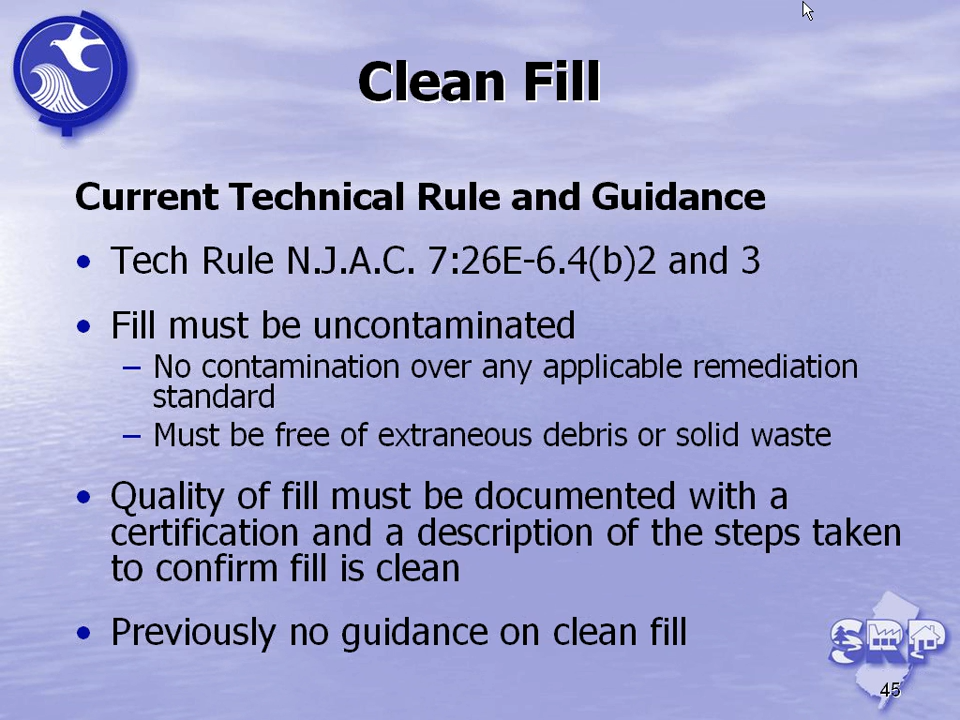 Clean Fill
Current Technical Rule and Guidance
• Tech Rule N.J.A.C. 7:26E-6.4(b)2 and 3
• Fill must be uncontaminated
– No contamination over any applicable remediation
standard
– Must be free of extraneous debris or solid waste
• Quality of fill must be documented with a
certification and a description of the steps taken
to confirm fill is clean
• Previously no guidance on clean fill
SRP
45